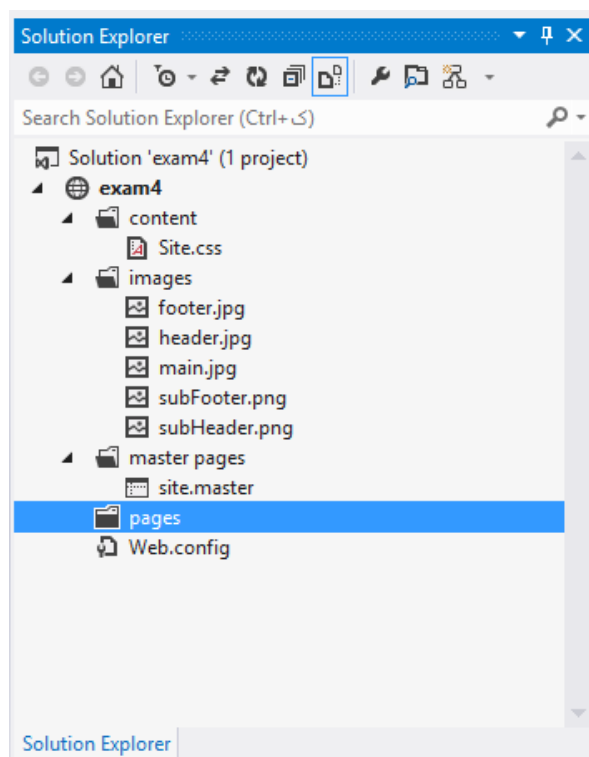 Solution Explorer
Search Solution Explorer (Ctrl+ک)
Solution 'exam4' (1 project)
exam4
content
Site.css
images
footer.jpg
header.jpg
main.jpg
subFooter.png
subHeader.png
master pages
site.master
pages
Web.config
Solution Explorer